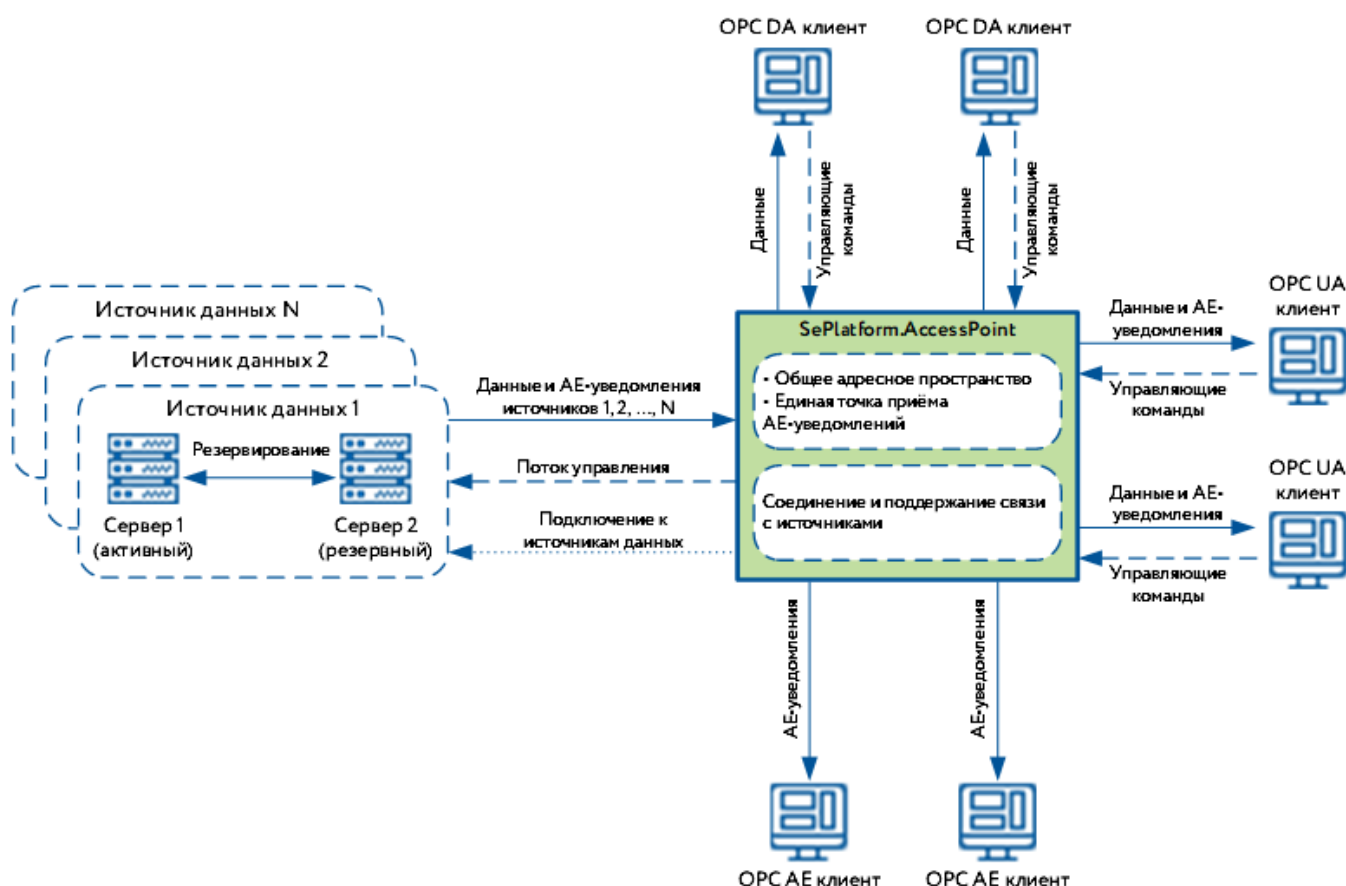 OPC DA клиент
OPC DA клиент
Данные
Управляющие
команды
Данные
Управляющие
команды
Источник данных N
Источник данных 2
Источник данных 1
Резервирование
Сервер 1
(активный)
Сервер 2
(резервный)
Данные и АЕ-уведомления
источников 1, 2, ..., N
Поток управления
Подключение к
источникам данных
SePlatform.AccessPoint
- Общее адресное пространство
- Единая точка приёма
АЕ-уведомлений
Соединение и поддержание связи
с источниками
Данные и АЕ-
уведомления
Управляющие
команды
OPC UA
клиент
Данные и АЕ-
уведомления
Управляющие
команды
OPC UA
клиент
АЕ-уведомления
АЕ-уведомления
OPC AE клиент
OPC AE клиент